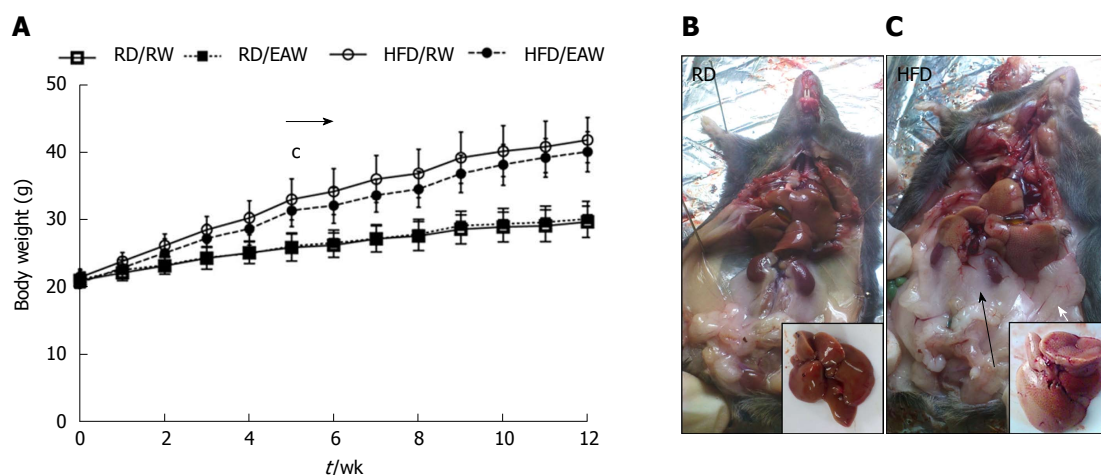 A
RD/RW RD/EAW HFD/RW HFD/EAW
50
40
30
20
10
0
Body weight (g)
c
0 2 4 6 8 10 12
t/wk
B
RD
C
HFD